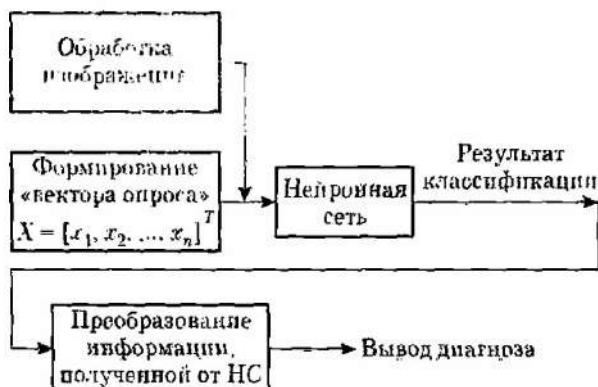 Обработка
изображения
Формирование
«вектора опроса»
X = [x₁, x₂. ... xₙ]ᵀ
Нейронная
сеть
Результат
классификации
Преобразование
информации,
полученной от НС
Вывод диагноза